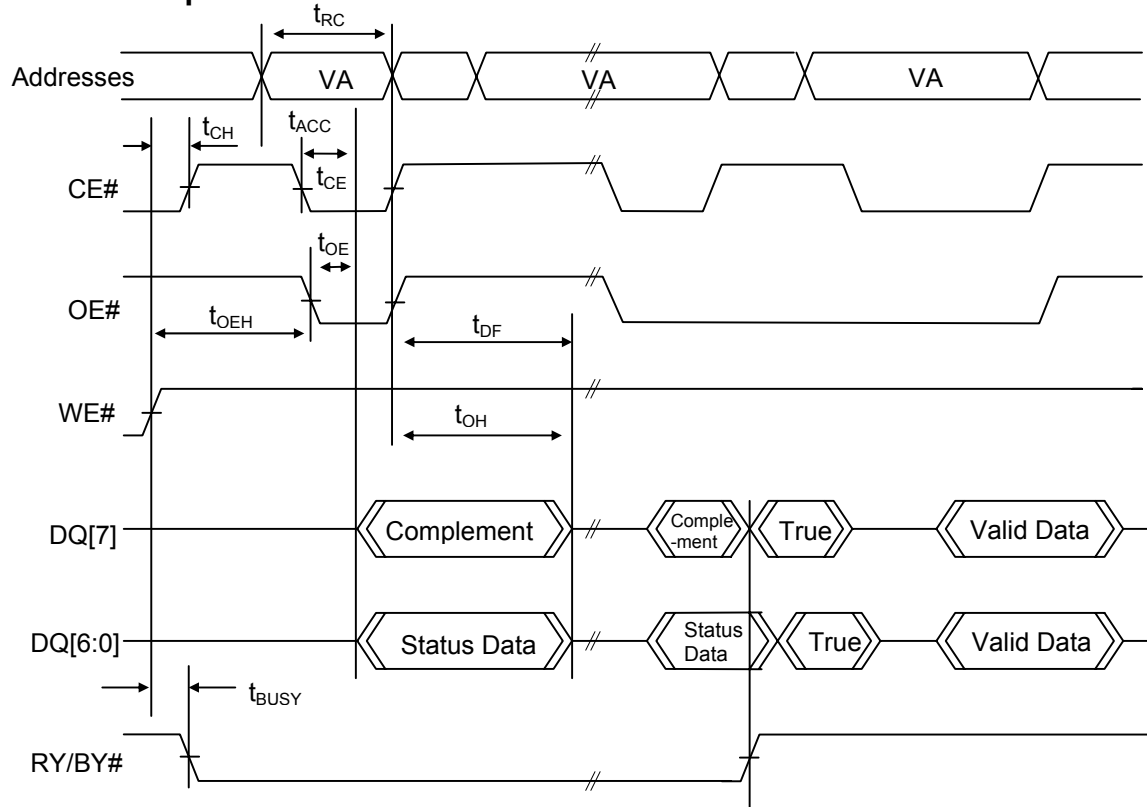 tRC
Addresses VA VA VA
tCH tACC
CE# tCE
tOE
OE#
tOEH tDF
WE#
tOH
DQ[7] Complement Comple-ment True Valid Data
DQ[6:0] Status Data Status Data True Valid Data
tBUSY
RY/BY#